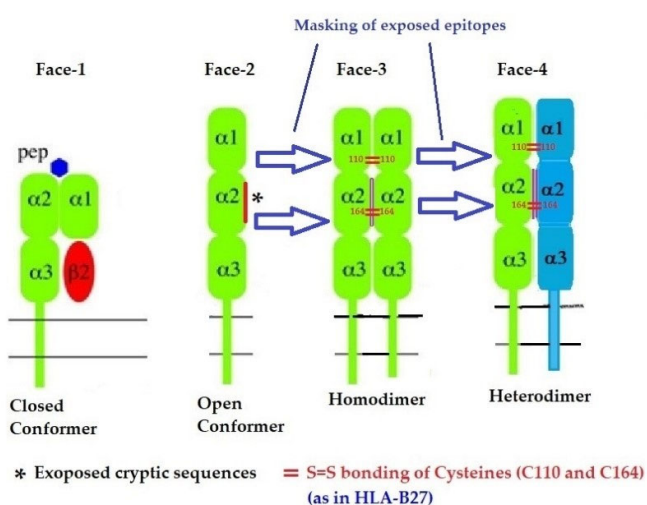 Masking of exposed epitopes
Face-1
Face-2
Face-3
Face-4
pep
α2 α1
α3 β2
α1
α2 *
α3
α1 α1
110 = 110
α2 α2
164 = 164
α3 α3
α1 α1
110 = 110
α2 α2
164 = 164
α3 α3
Closed
Conformer
Open
Conformer
Homodimer
Heterodimer
* Exoposed cryptic sequences
= S=S bonding of Cysteines (C110 and C164)
(as in HLA-B27)